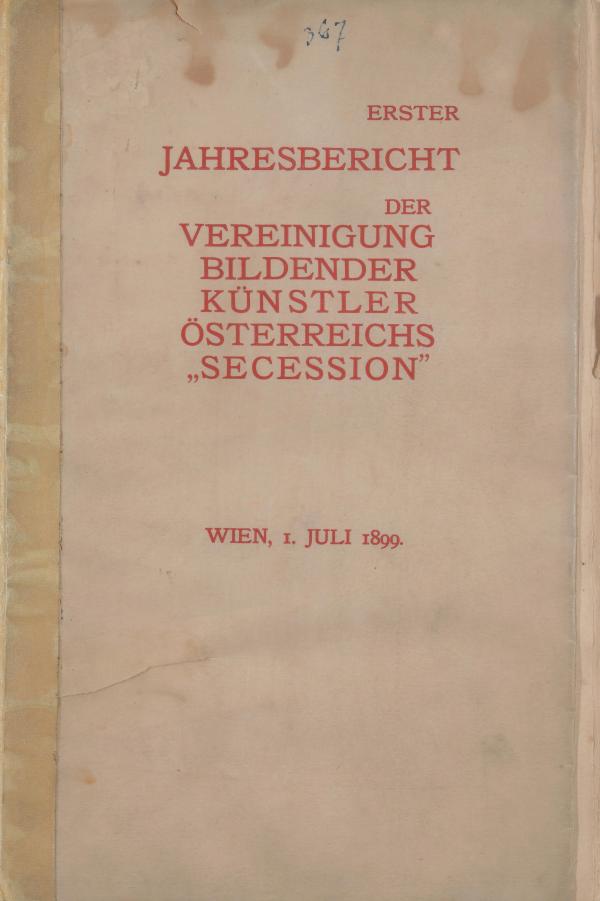 367
ERSTER
JAHRESBERICHT
DER
VEREINIGUNG
BILDENDER
KÜNSTLER
ÖSTERREICHS
„SECESSION”
WIEN, 1. JULI 1899.